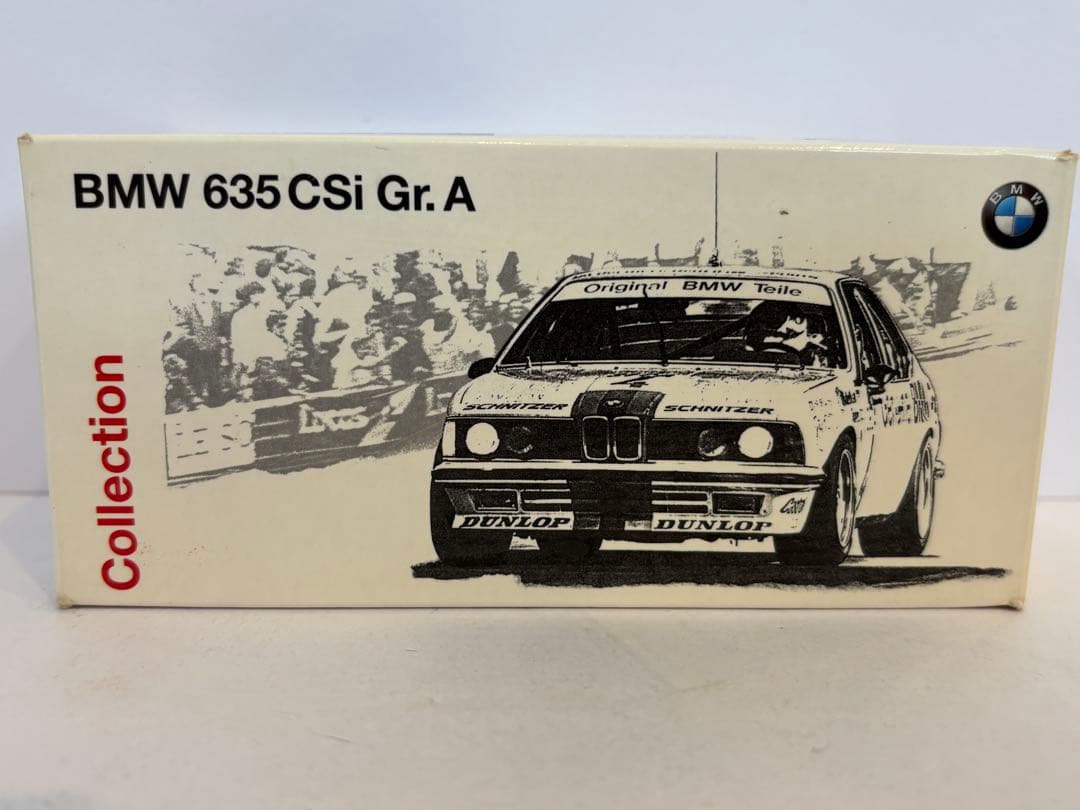 BMW 635 CSi Gr. A
BMW
Original BMW Teile
Collection
SCHNITZER SCHNITZER
DUNLOP DUNLOP